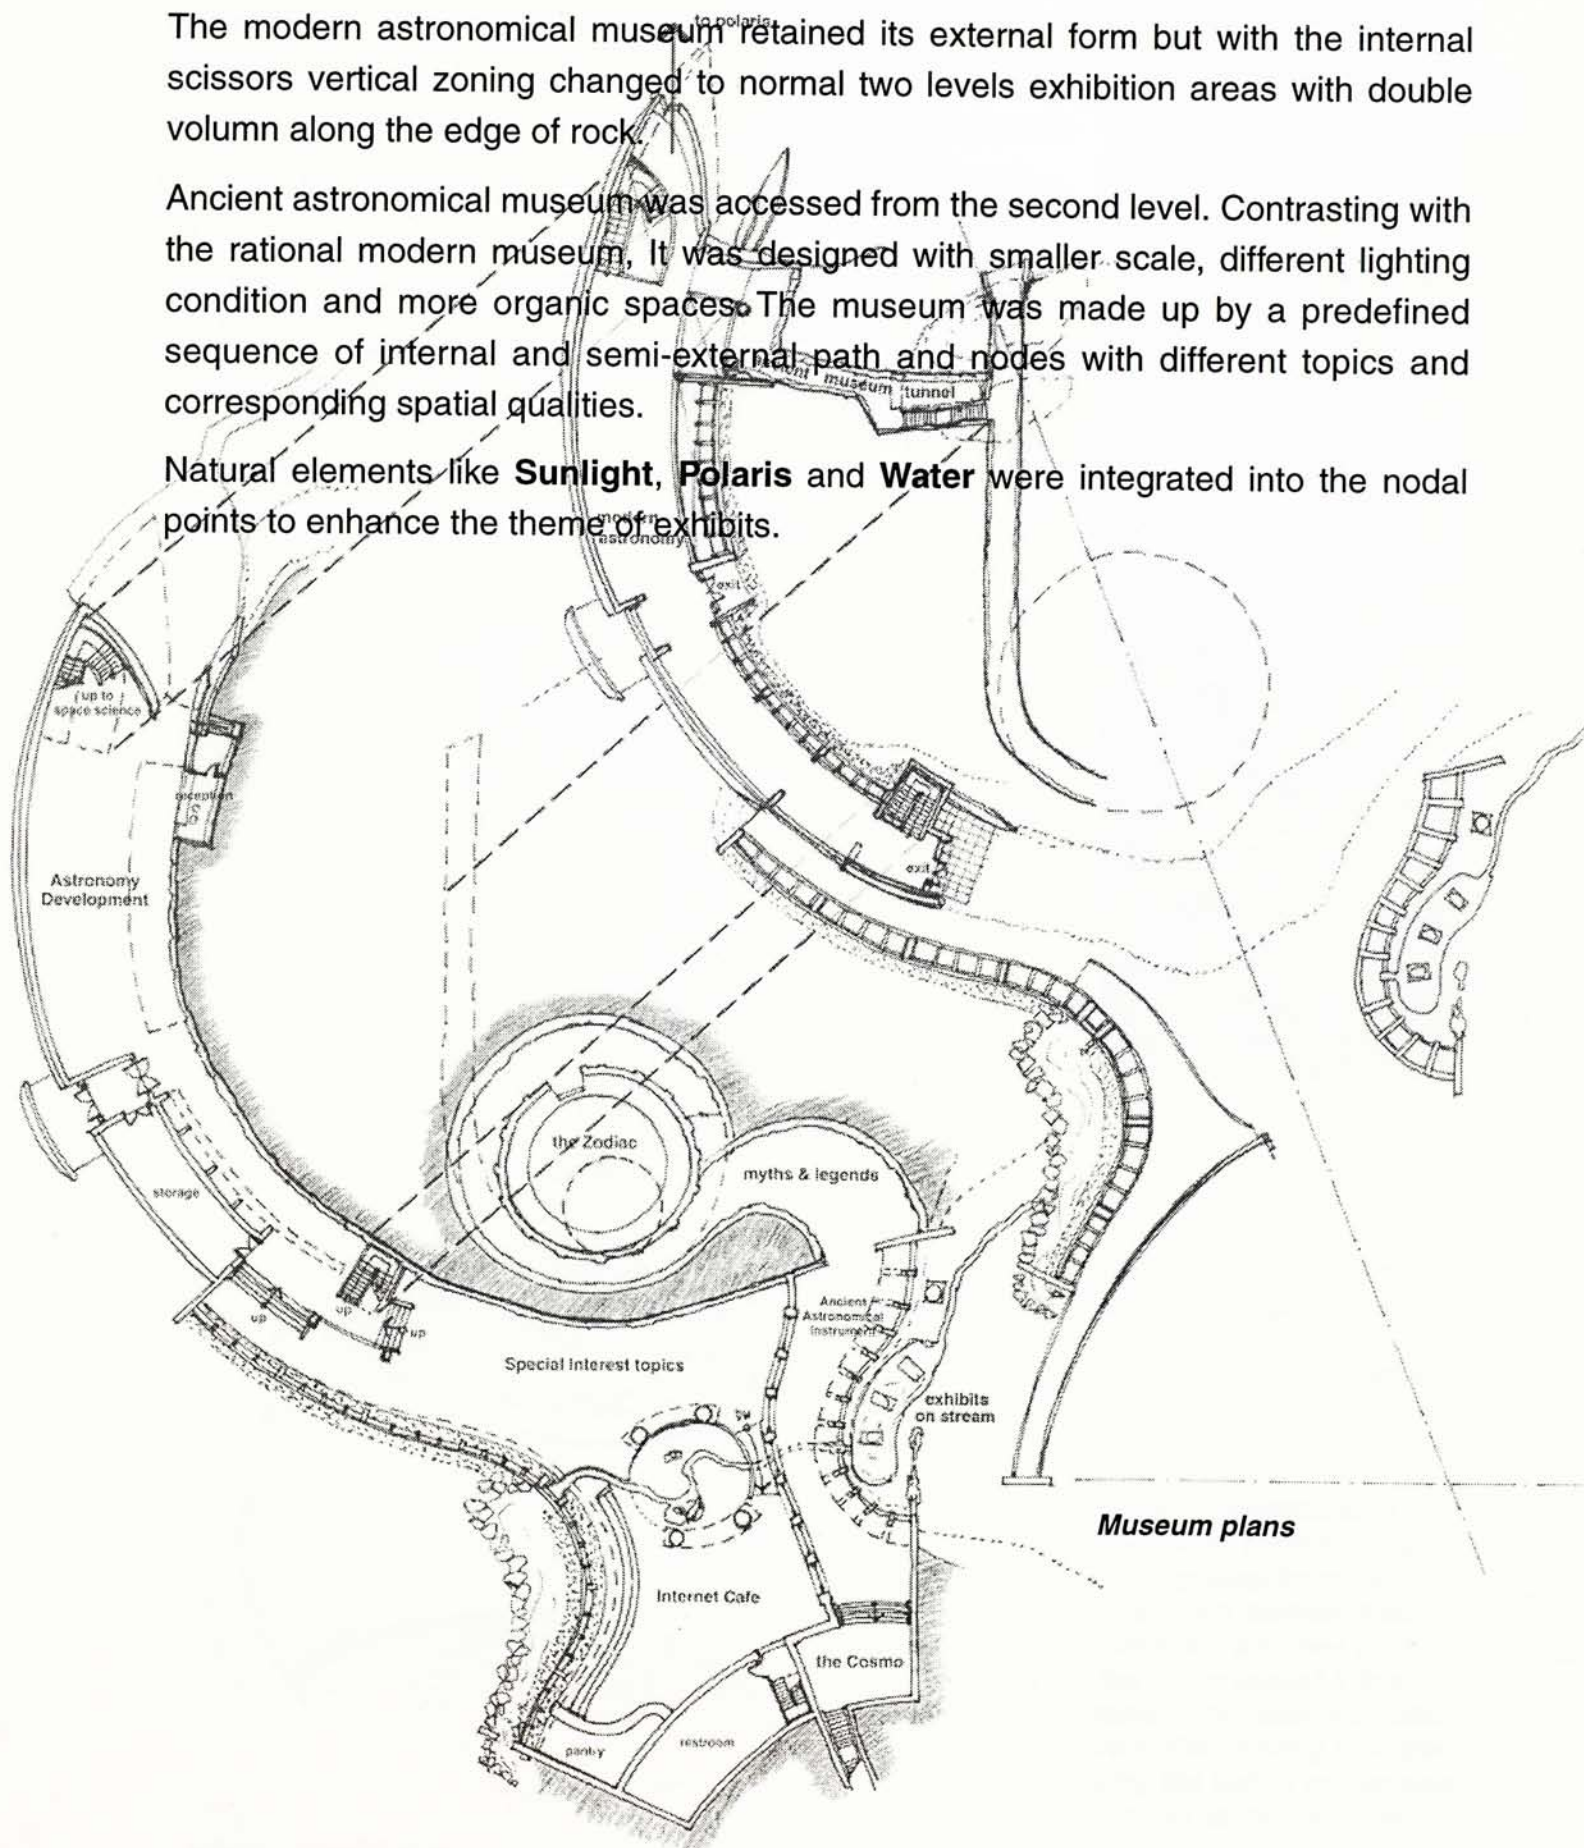 to polaris
The modern astronomical museum retained its external form but with the internal
scissors vertical zoning changed to normal two levels exhibition areas with double
volumn along the edge of rock.
Ancient astronomical museum was accessed from the second level. Contrasting with
the rational modern museum, It was designed with smaller scale, different lighting
condition and more organic spaces. The museum was made up by a predefined
sequence of internal and semi-external path and nodes with different topics and
corresponding spatial qualities.
Natural elements like Sunlight, Polaris and Water were integrated into the nodal
points to enhance the theme of exhibits.
ancient museum tunnel
modern
astronomy
exit
up to
space science
reception
Astronomy
Development
exit
the Zodiac
myths & legends
storage
up
up
up
Ancient
Astronomical
Instrument
Special Interest topics
exhibits
on stream
Museum plans
Internet Cafe
the Cosmo
restroom
pantry